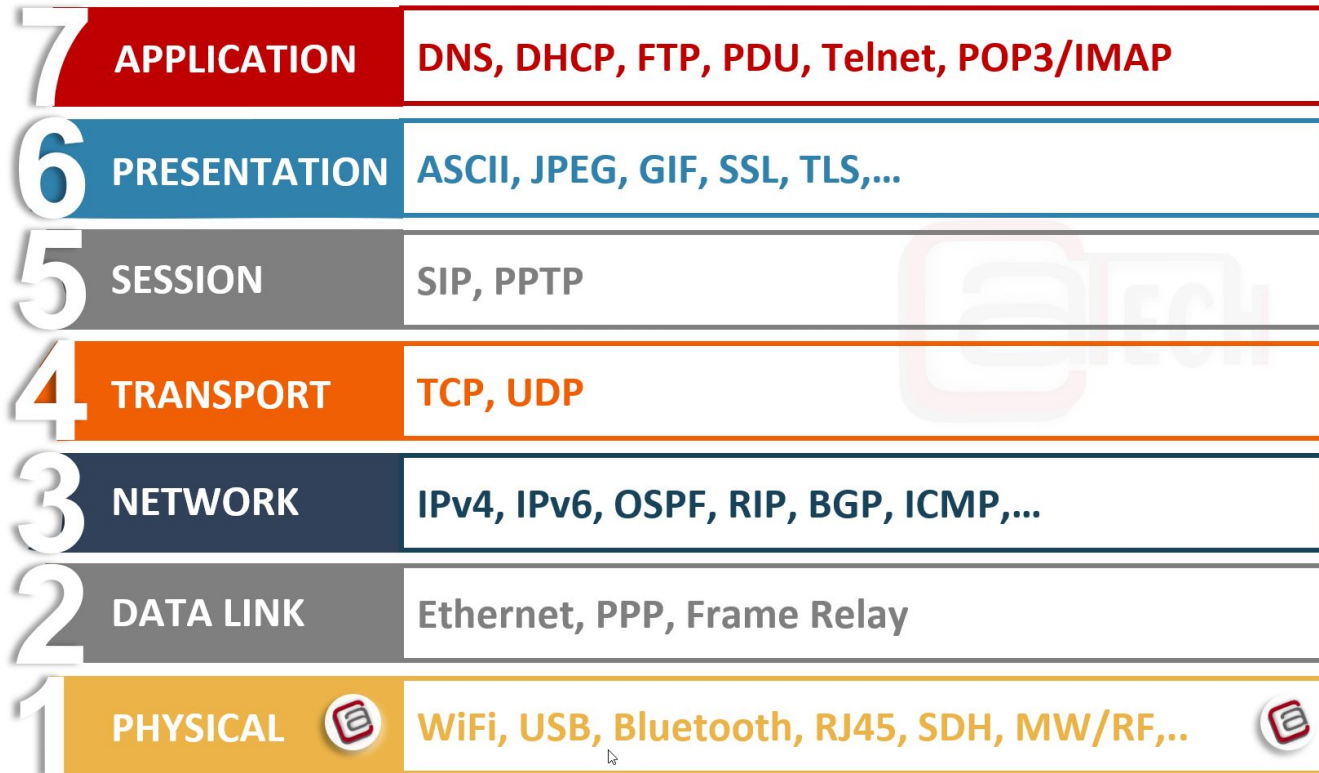 7 APPLICATION DNS, DHCP, FTP, PDU, Telnet, POP3/IMAP
6 PRESENTATION ASCII, JPEG, GIF, SSL, TLS,...
5 SESSION SIP, PPTP
4 TRANSPORT TCP, UDP
3 NETWORK IPv4, IPv6, OSPF, RIP, BGP, ICMP,...
2 DATA LINK Ethernet, PPP, Frame Relay
1 PHYSICAL WiFi, USB, Bluetooth, RJ45, SDH, MW/RF,..